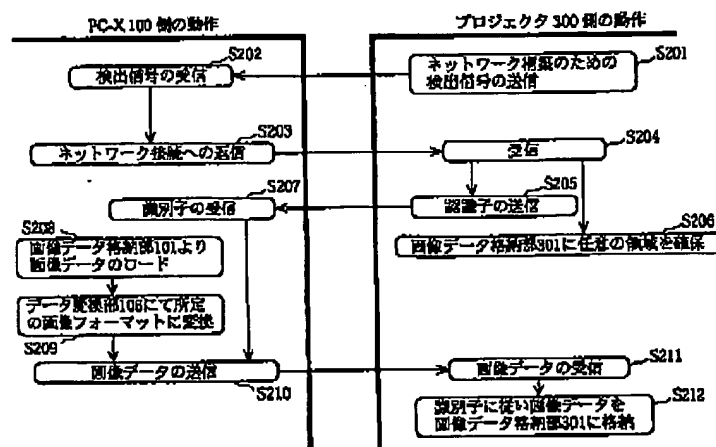 PC-X 100 側の動作
プロジェクタ 300 側の動作
S201
ネットワーク構築のための
検出信号の送信
S202
検出信号の受信
S203
ネットワーク接続への返信
S204
受信
S205
認識子の送信
S206
画像データ格納部301に任意の領域を確保
S207
識別子の受信
S208
画像データ格納部101より
画像データのロード
データ変換部106にて所定
の画像フォーマットに変換
S209
画像データの送信
S210
S211
画像データの受信
S212
識別子に従い画像データを
画像データ格納部301に格納